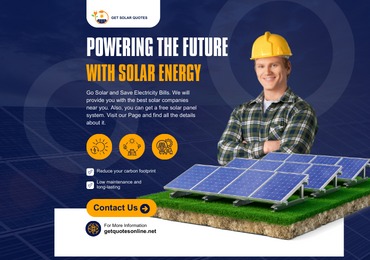 GET SOLAR QUOTES
POWERING THE FUTURE
WITH SOLAR ENERGY
Go Solar and Save Electricity Bills. We will
provide you with the best solar companies
near you. Also, you can get a free solar panel
system. Visit our Page and find all the details
about it.
Reduce your carbon footprint
Low maintenance and
long-lasting
Contact Us
For More Information
getquotesonline.net